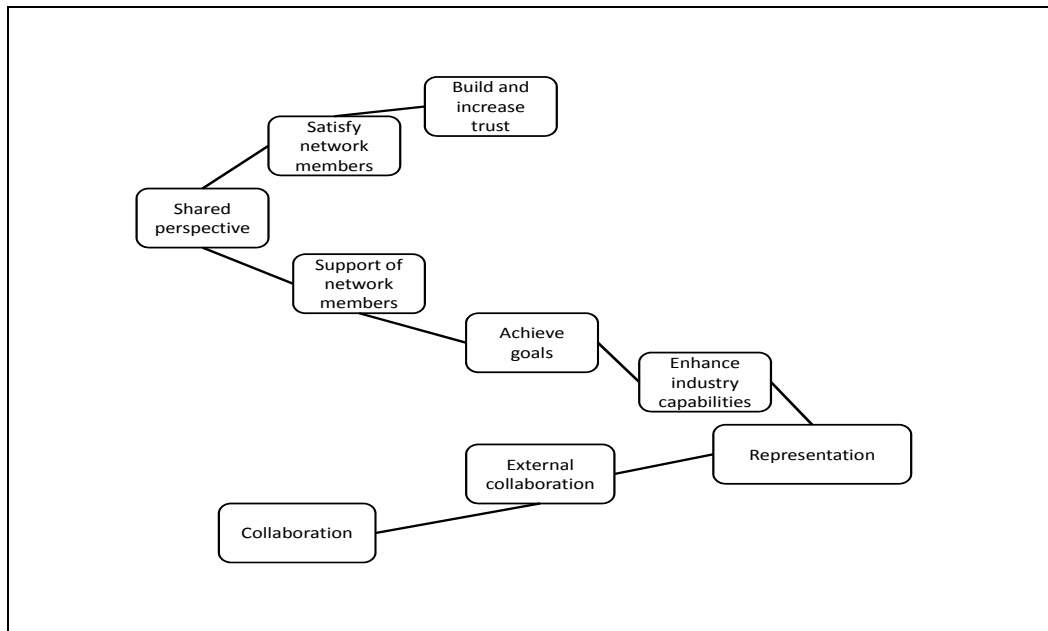 Build and
increase
trust
Satisfy
network
members
Shared
perspective
Support of
network
members
Achieve
goals
Enhance
industry
capabilities
Representation
External
collaboration
Collaboration